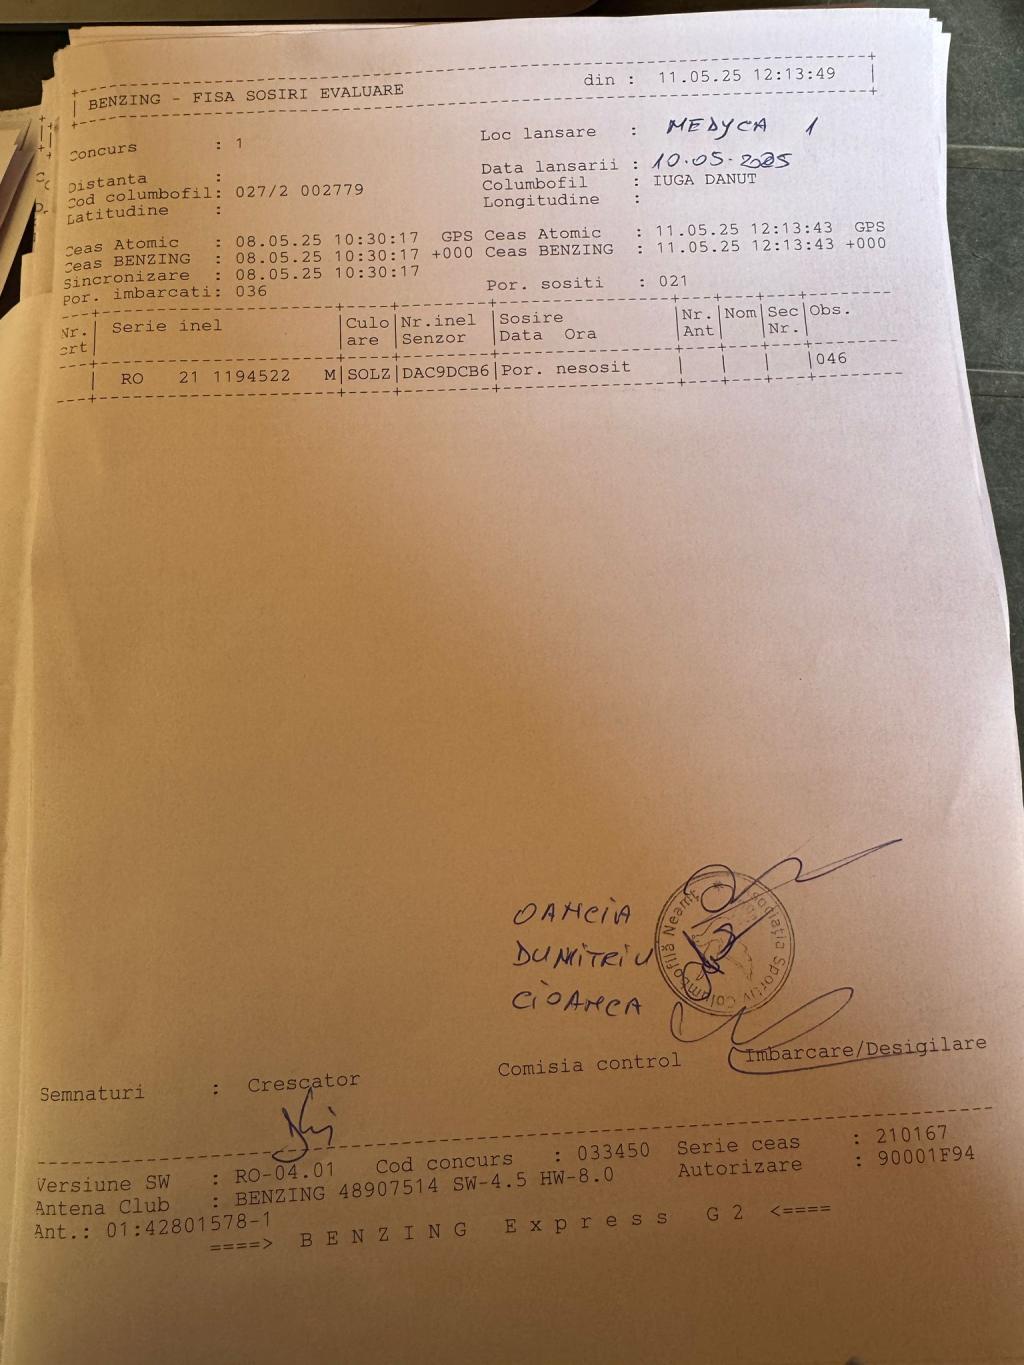 BENZING - FISA SOSIRI EVALUARE din : 11.05.25 12:13:49
Concurs : 1 Loc lansare : MEDYCA 1
Distanta : Data lansarii : 10.05.2025
Cod columbofil: 027/2 002779 Columbofil : IUGA DANUT
Latitudine : Longitudine :
Ceas Atomic : 08.05.25 10:30:17 GPS Ceas Atomic : 11.05.25 12:13:43 GPS
Ceas BENZING : 08.05.25 10:30:17 +000 Ceas BENZING : 11.05.25 12:13:43 +000
Sincronizare : 08.05.25 10:30:17
Por. imbarcati: 036 Por. sositi : 021
Nr. Serie inel Culo Nr.inel Sosire Nr. Nom Sec Obs.
crt are Senzor Data Ora Ant Nr.
RO 21 1194522 M SOLZ DAC9DCB6 Por. nesosit 046
OANCIA
DUMITRIU
CIOANCA
Asociația Sportiv Columbofilă Neamț
Semnaturi : Crescator Comisia control Imbarcare/Desigilare
Versiune SW : RO-04.01 Cod concurs : 033450 Serie ceas : 210167
Antena Club : BENZING 48907514 SW-4.5 HW-8.0 Autorizare : 90001F94
Ant.: 01:42801578-1
====> B E N Z I N G E x p r e s s G 2 <====